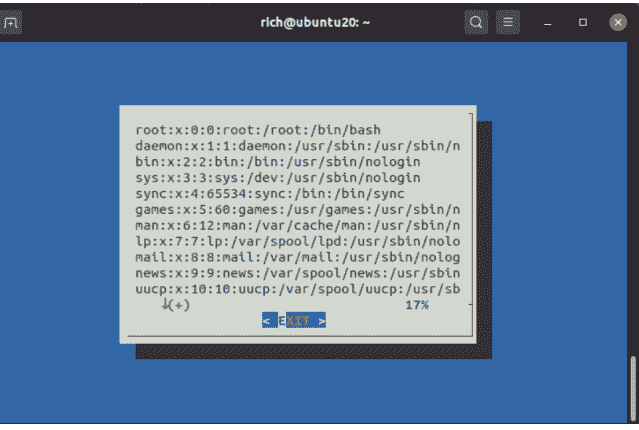 rich@ubuntu20: ~
root:x:0:0:root:/root:/bin/bash
daemon:x:1:1:daemon:/usr/sbin:/usr/sbin/n
bin:x:2:2:bin:/bin:/usr/sbin/nologin
sys:x:3:3:sys:/dev:/usr/sbin/nologin
sync:x:4:65534:sync:/bin:/bin/sync
games:x:5:60:games:/usr/games:/usr/sbin/n
man:x:6:12:man:/var/cache/man:/usr/sbin/n
lp:x:7:7:lp:/var/spool/lpd:/usr/sbin/nolo
mail:x:8:8:mail:/var/mail:/usr/sbin/nolog
news:x:9:9:news:/var/spool/news:/usr/sbin
uucp:x:10:10:uucp:/var/spool/uucp:/usr/sb
↓(+) 17%
< EXIT >